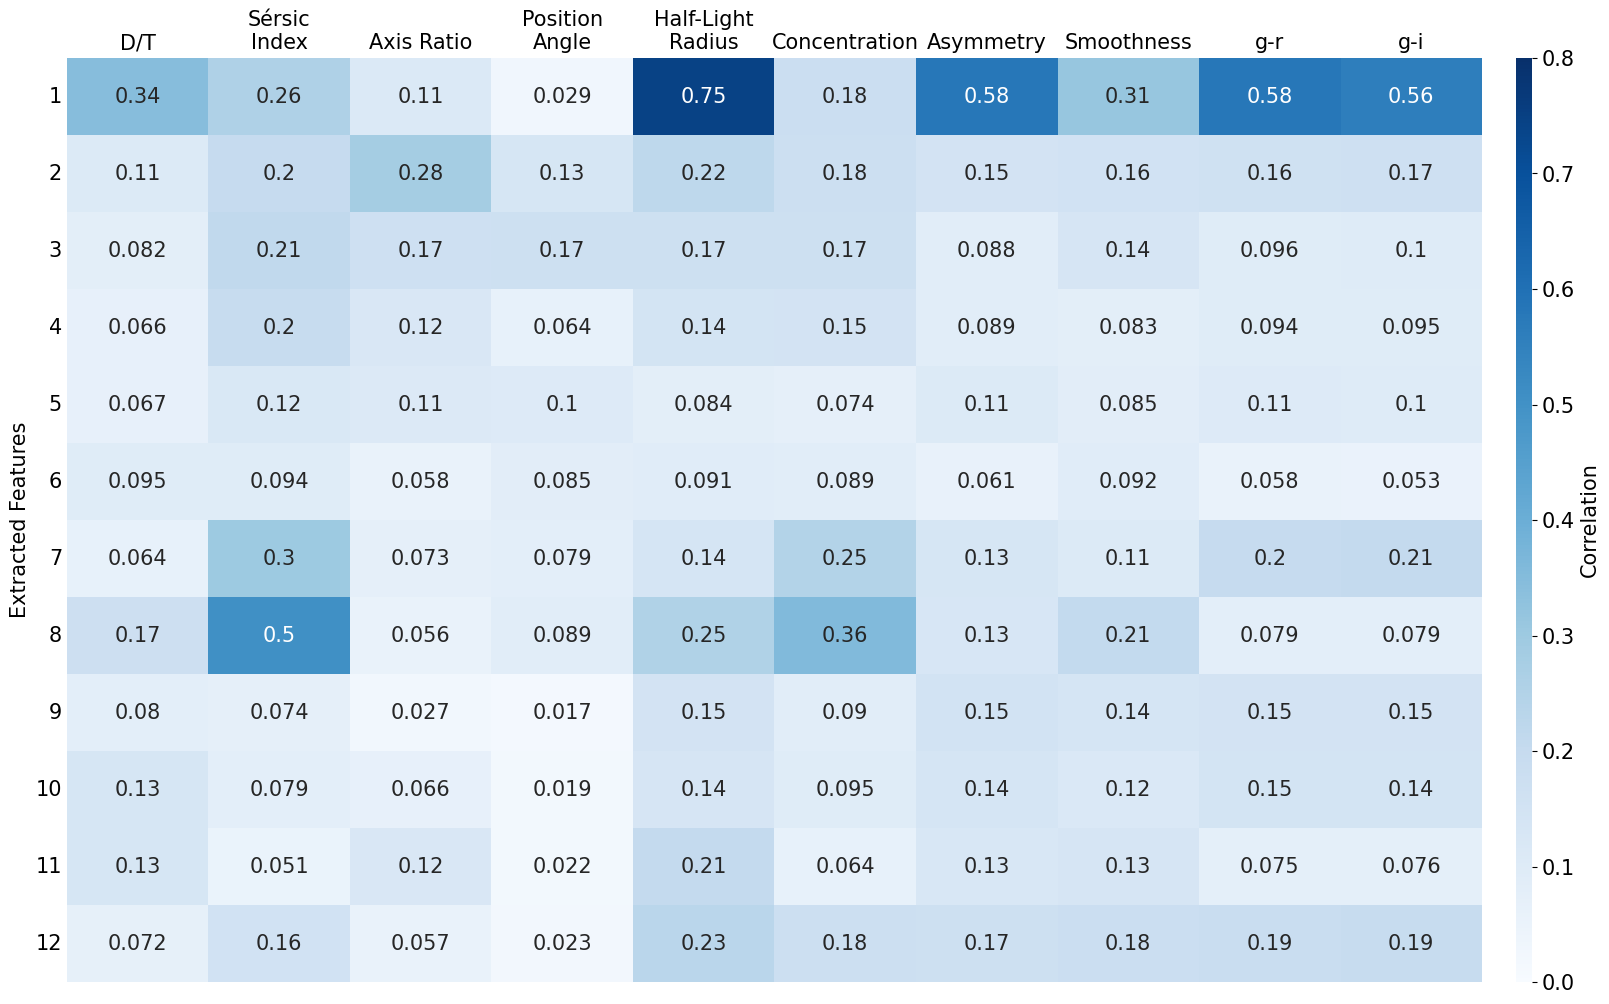 Sérsic Position Half-Light
D/T Index Axis Ratio Angle Radius Concentration Asymmetry Smoothness g-r g-i
1 0.34 0.26 0.11 0.029 0.75 0.18 0.58 0.31 0.58 0.56
2 0.11 0.2 0.28 0.13 0.22 0.18 0.15 0.16 0.16 0.17
3 0.082 0.21 0.17 0.17 0.17 0.17 0.088 0.14 0.096 0.1
4 0.066 0.2 0.12 0.064 0.14 0.15 0.089 0.083 0.094 0.095
5 0.067 0.12 0.11 0.1 0.084 0.074 0.11 0.085 0.11 0.1
6 0.095 0.094 0.058 0.085 0.091 0.089 0.061 0.092 0.058 0.053
7 0.064 0.3 0.073 0.079 0.14 0.25 0.13 0.11 0.2 0.21
8 0.17 0.5 0.056 0.089 0.25 0.36 0.13 0.21 0.079 0.079
9 0.08 0.074 0.027 0.017 0.15 0.09 0.15 0.14 0.15 0.15
10 0.13 0.079 0.066 0.019 0.14 0.095 0.14 0.12 0.15 0.14
11 0.13 0.051 0.12 0.022 0.21 0.064 0.13 0.13 0.075 0.076
12 0.072 0.16 0.057 0.023 0.23 0.18 0.17 0.18 0.19 0.19
Extracted Features
0.8
0.7
0.6
0.5
0.4
0.3
0.2
0.1
0.0
Correlation